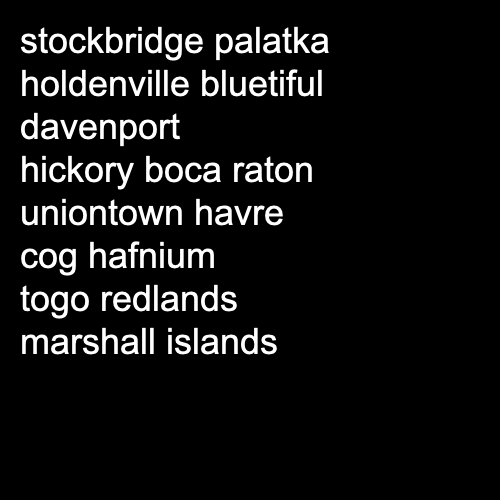 stockbridge palatka
holdenville bluetiful
davenport
hickory boca raton
uniontown havre
cog hafnium
togo redlands
marshall islands